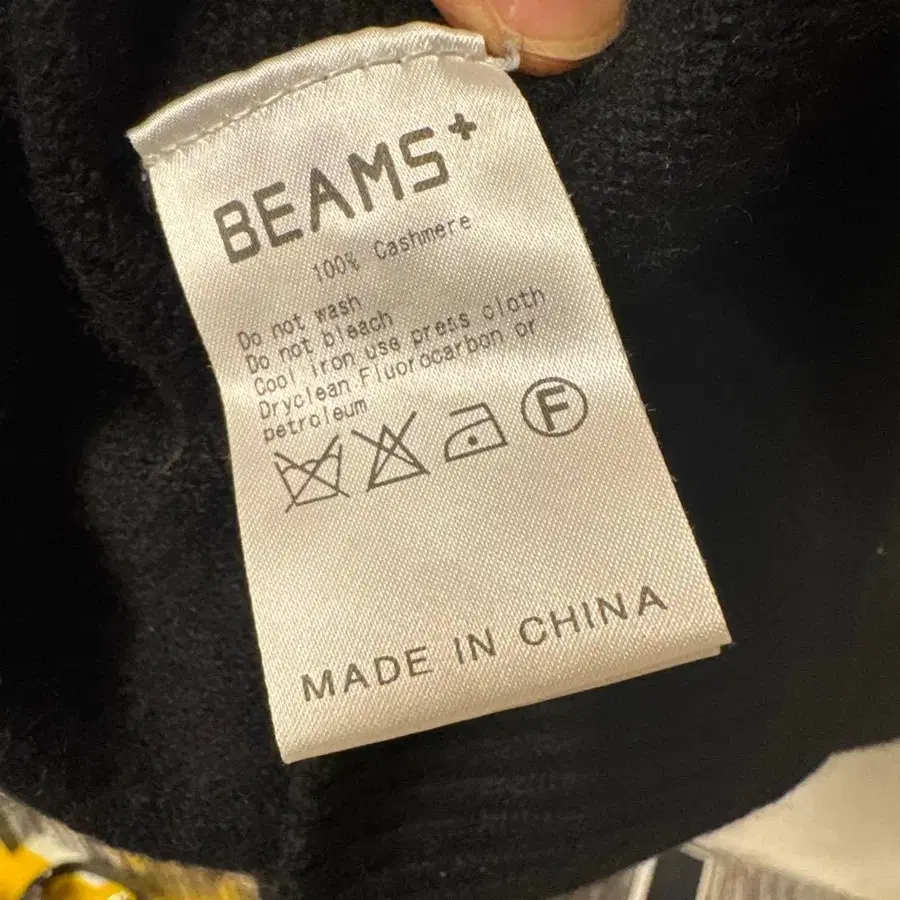 BEAMS+
100% Cashmere
Do not wash
Do not bleach
Cool iron use press cloth
Dryclean Fluorocarbon or
petroleum
F
MADE IN CHINA